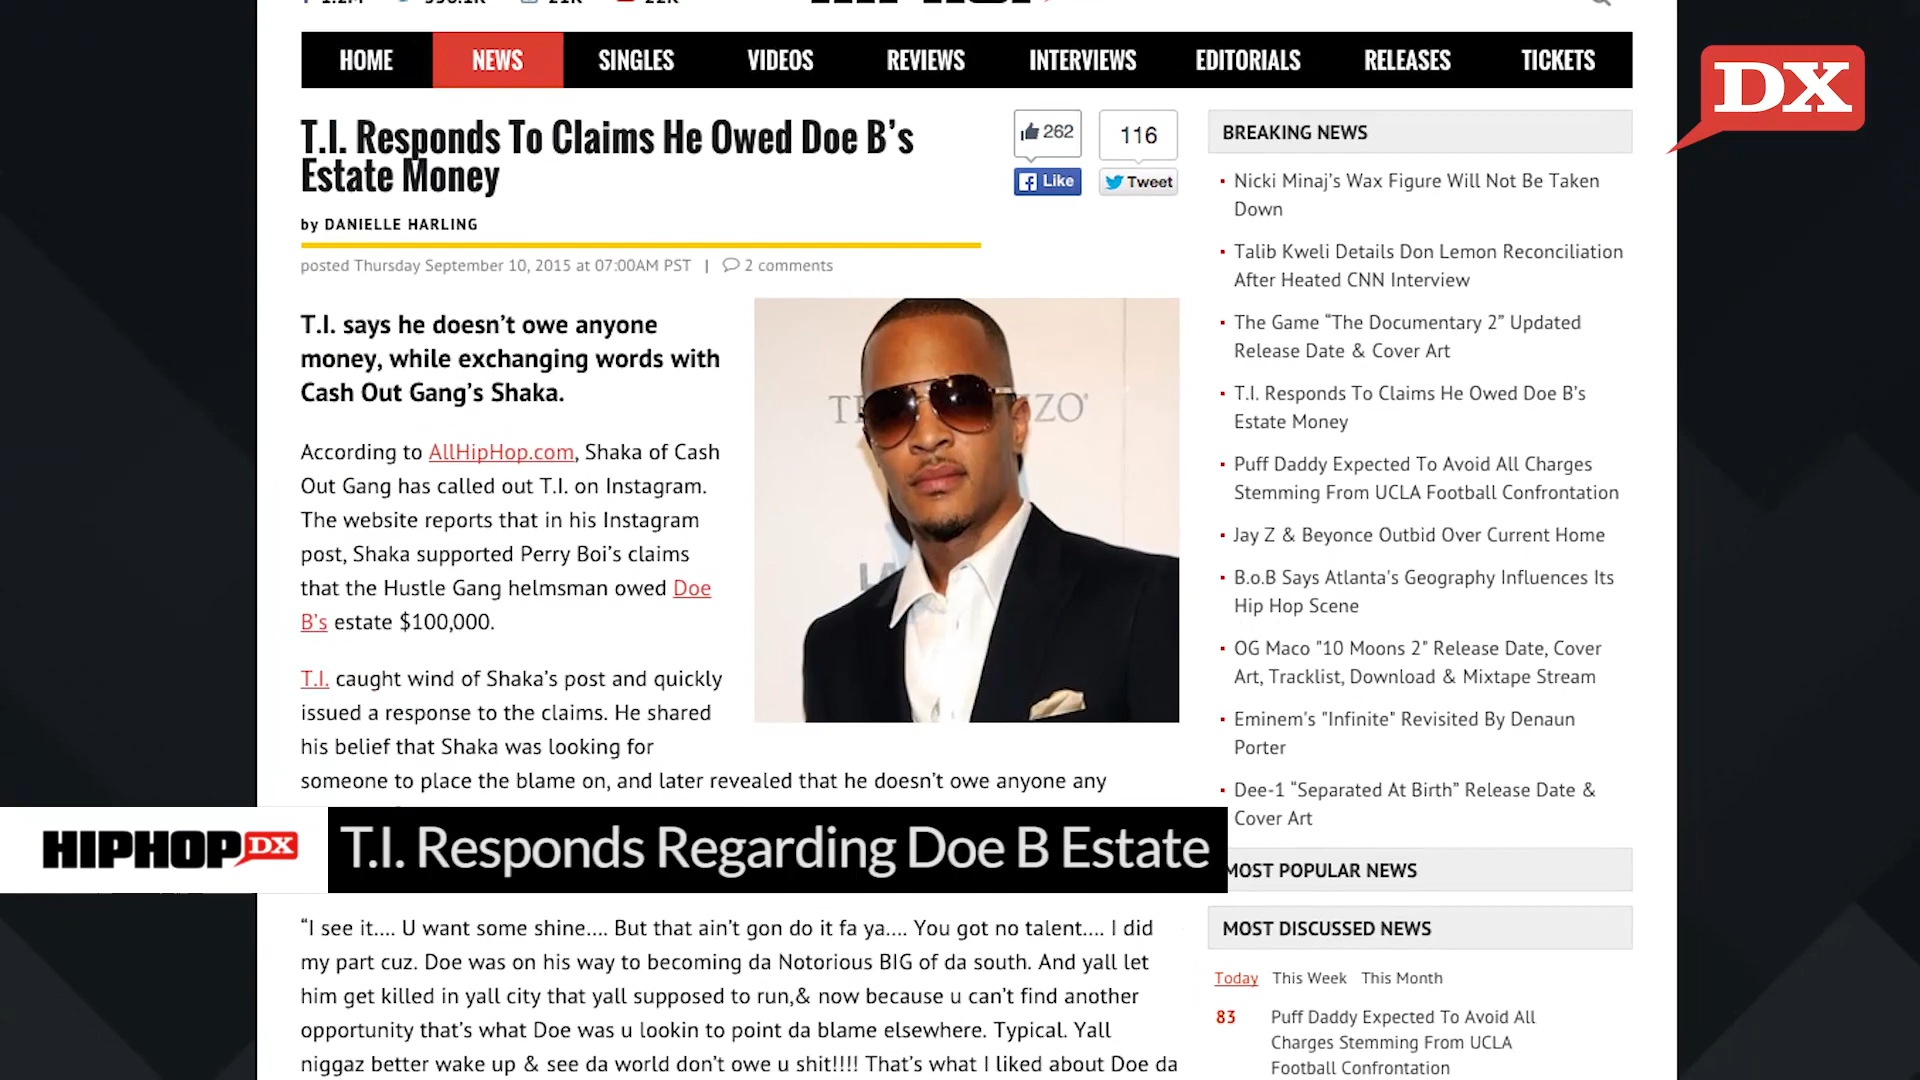 1.2M 21K 22K
HOME NEWS SINGLES VIDEOS REVIEWS INTERVIEWS EDITORIALS RELEASES TICKETS
DX
T.I. Responds To Claims He Owed Doe B’s
Estate Money
262
Like
116
Tweet
by DANIELLE HARLING
posted Thursday September 10, 2015 at 07:00AM PST | 2 comments
T.I. says he doesn’t owe anyone
money, while exchanging words with
Cash Out Gang’s Shaka.
According to AllHipHop.com, Shaka of Cash
Out Gang has called out T.I. on Instagram.
The website reports that in his Instagram
post, Shaka supported Perry Boi’s claims
that the Hustle Gang helmsman owed Doe
B’s estate $100,000.
T.I. caught wind of Shaka’s post and quickly
issued a response to the claims. He shared
his belief that Shaka was looking for
someone to place the blame on, and later revealed that he doesn’t owe anyone any
HIPHOPDX
T.I. Responds Regarding Doe B Estate
“I see it.... U want some shine.... But that ain’t gon do it fa ya.... You got no talent.... I did
my part cuz. Doe was on his way to becoming da Notorious BIG of da south. And yall let
him get killed in yall city that yall supposed to run,& now because u can’t find another
opportunity that’s what Doe was u lookin to point da blame elsewhere. Typical. Yall
niggaz better wake up & see da world don’t owe u shit!!!! That’s what I liked about Doe da
BREAKING NEWS
Nicki Minaj’s Wax Figure Will Not Be Taken
Down
Talib Kweli Details Don Lemon Reconciliation
After Heated CNN Interview
The Game “The Documentary 2” Updated
Release Date & Cover Art
T.I. Responds To Claims He Owed Doe B’s
Estate Money
Puff Daddy Expected To Avoid All Charges
Stemming From UCLA Football Confrontation
Jay Z & Beyonce Outbid Over Current Home
B.o.B Says Atlanta's Geography Influences Its
Hip Hop Scene
OG Maco "10 Moons 2" Release Date, Cover
Art, Tracklist, Download & Mixtape Stream
Eminem's "Infinite" Revisited By Denaun
Porter
Dee-1 “Separated At Birth” Release Date &
Cover Art
MOST POPULAR NEWS
MOST DISCUSSED NEWS
Today This Week This Month
83 Puff Daddy Expected To Avoid All
Charges Stemming From UCLA
Football Confrontation